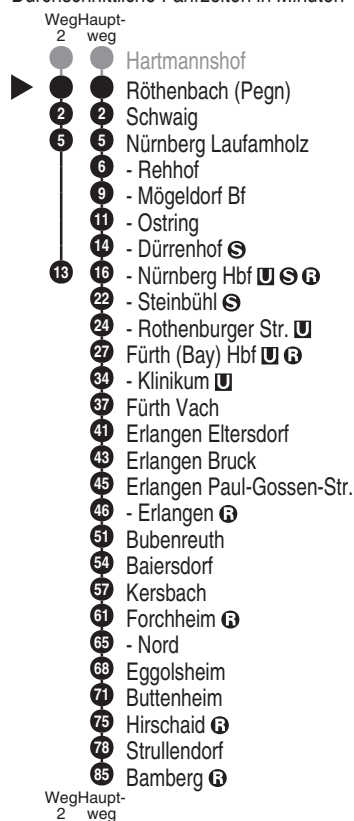 Durchschnittliche Fahrzeiten in Minuten
WegHaupt-
2 weg
Hartmannshof
Röthenbach (Pegn)
2 2 Schwaig
5 5 Nürnberg Laufamholz
6 - Rehhof
9 - Mögeldorf Bf
11 - Ostring
14 - Dürrenhof S
13 16 - Nürnberg Hbf U S R
22 - Steinbühl S
24 - Rothenburger Str. U
27 Fürth (Bay) Hbf U R
34 - Klinikum U
37 Fürth Vach
41 Erlangen Eltersdorf
43 Erlangen Bruck
45 Erlangen Paul-Gossen-Str.
46 - Erlangen R
51 Bubenreuth
54 Baiersdorf
57 Kersbach
61 Forchheim R
65 - Nord
68 Eggolsheim
71 Buttenheim
75 Hirschaid R
78 Strullendorf
85 Bamberg R
WegHaupt-
2 weg